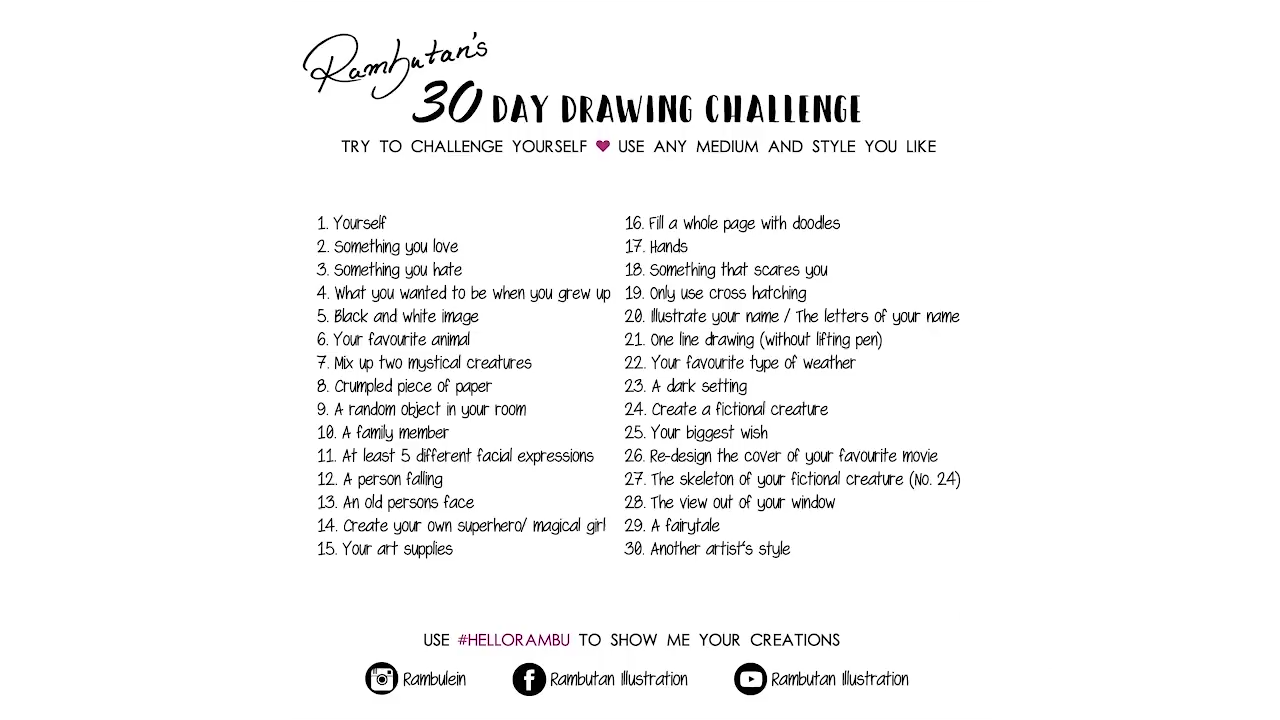 Rambutan's
30 DAY DRAWING CHALLENGE
TRY TO CHALLENGE YOURSELF ♥ USE ANY MEDIUM AND STYLE YOU LIKE
1. Yourself
2. Something you love
3. Something you hate
4. What you wanted to be when you grew up
5. Black and white image
6. Your favourite animal
7. Mix up two mystical creatures
8. Crumpled piece of paper
9. A random object in your room
10. A family member
11. At least 5 different facial expressions
12. A person falling
13. An old persons face
14. Create your own superhero/ magical girl
15. Your art supplies
16. Fill a whole page with doodles
17. Hands
18. Something that scares you
19. Only use cross hatching
20. Illustrate your name / The letters of your name
21. One line drawing (without lifting pen)
22. Your favourite type of weather
23. A dark setting
24. Create a fictional creature
25. Your biggest wish
26. Re-design the cover of your favourite movie
27. The skeleton of your fictional creature (No. 24)
28. The view out of your window
29. A fairytale
30. Another artist's style
USE #HELLORAMBU TO SHOW ME YOUR CREATIONS
Rambulein Rambutan Illustration Rambutan Illustration